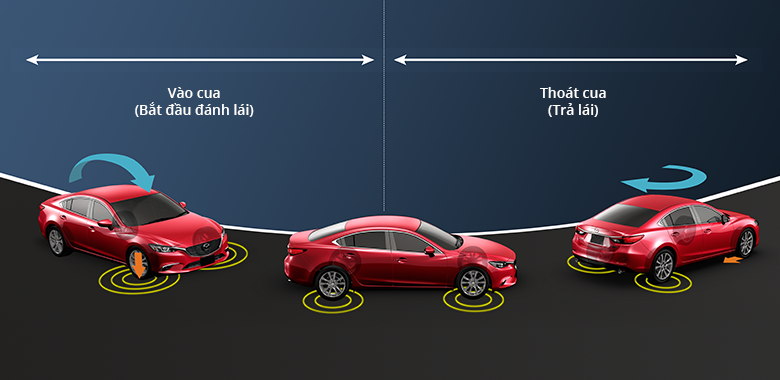 Vào cua
(Bắt đầu đánh lái)
Thoát cua
(Trả lái)